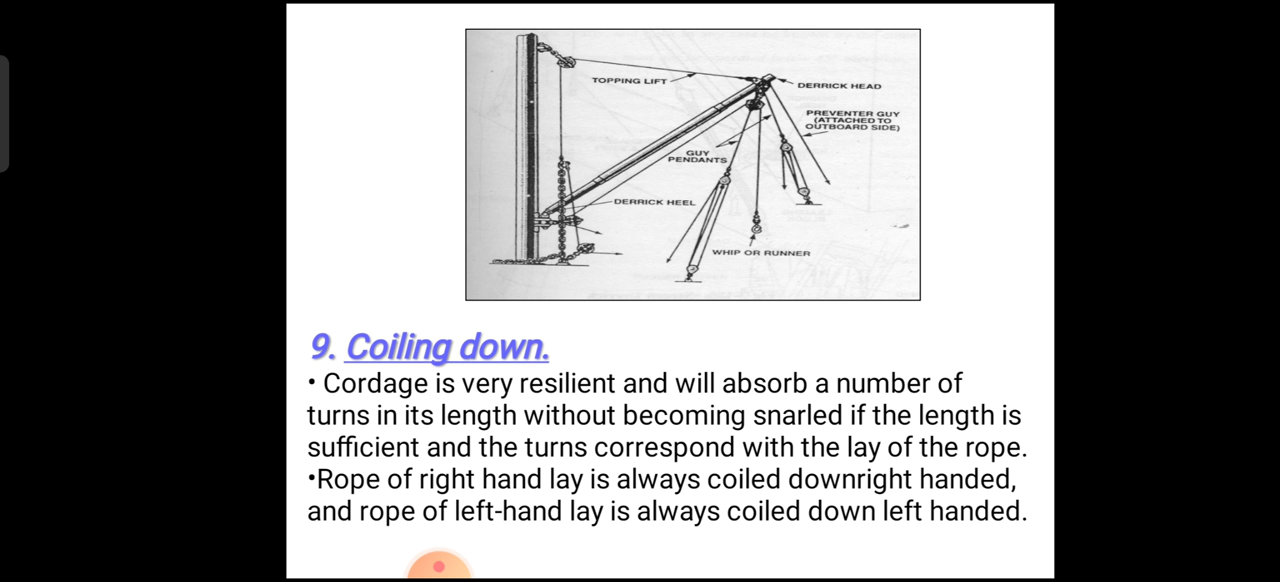 TOPPING LIFT
DERRICK HEAD
PREVENTER GUY
(ATTACHED TO
OUTBOARD SIDE)
GUY
PENDANTS
DERRICK HEEL
WHIP OR RUNNER
9. Coiling down.
• Cordage is very resilient and will absorb a number of
turns in its length without becoming snarled if the length is
sufficient and the turns correspond with the lay of the rope.
•Rope of right hand lay is always coiled downright handed,
and rope of left-hand lay is always coiled down left handed.